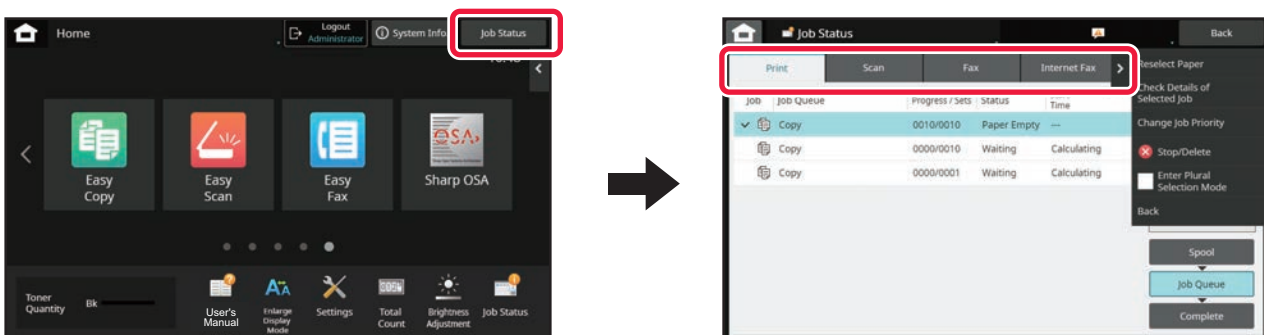 Home
Logout
Administrator
System Info
Job Status
Easy
Copy
Easy
Scan
Easy
Fax
OSA
Sharp OSA
Toner
Quantity
Bk
User's
Manual
Enlarge
Display
Mode
Settings
Total
Count
Brightness
Adjustment
Job Status
Job Status
Back
Print
Scan
Fax
Internet Fax
Job Job Queue Progress / Sets Status Time
Copy 0010/0010 Paper Empty ---
Copy 0000/0010 Waiting Calculating
Copy 0000/0001 Waiting Calculating
Reselect Paper
Check Details of
Selected Job
Change Job Priority
Stop/Delete
Enter Plural
Selection Mode
Back
Spool
Job Queue
Complete